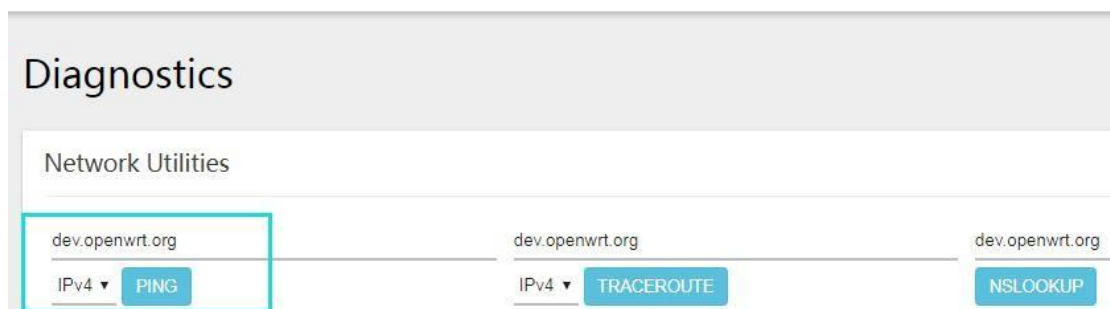 Diagnostics
Network Utilities
dev.openwrt.org dev.openwrt.org dev.openwrt.org
IPv4 PING IPv4 TRACEROUTE NSLOOKUP